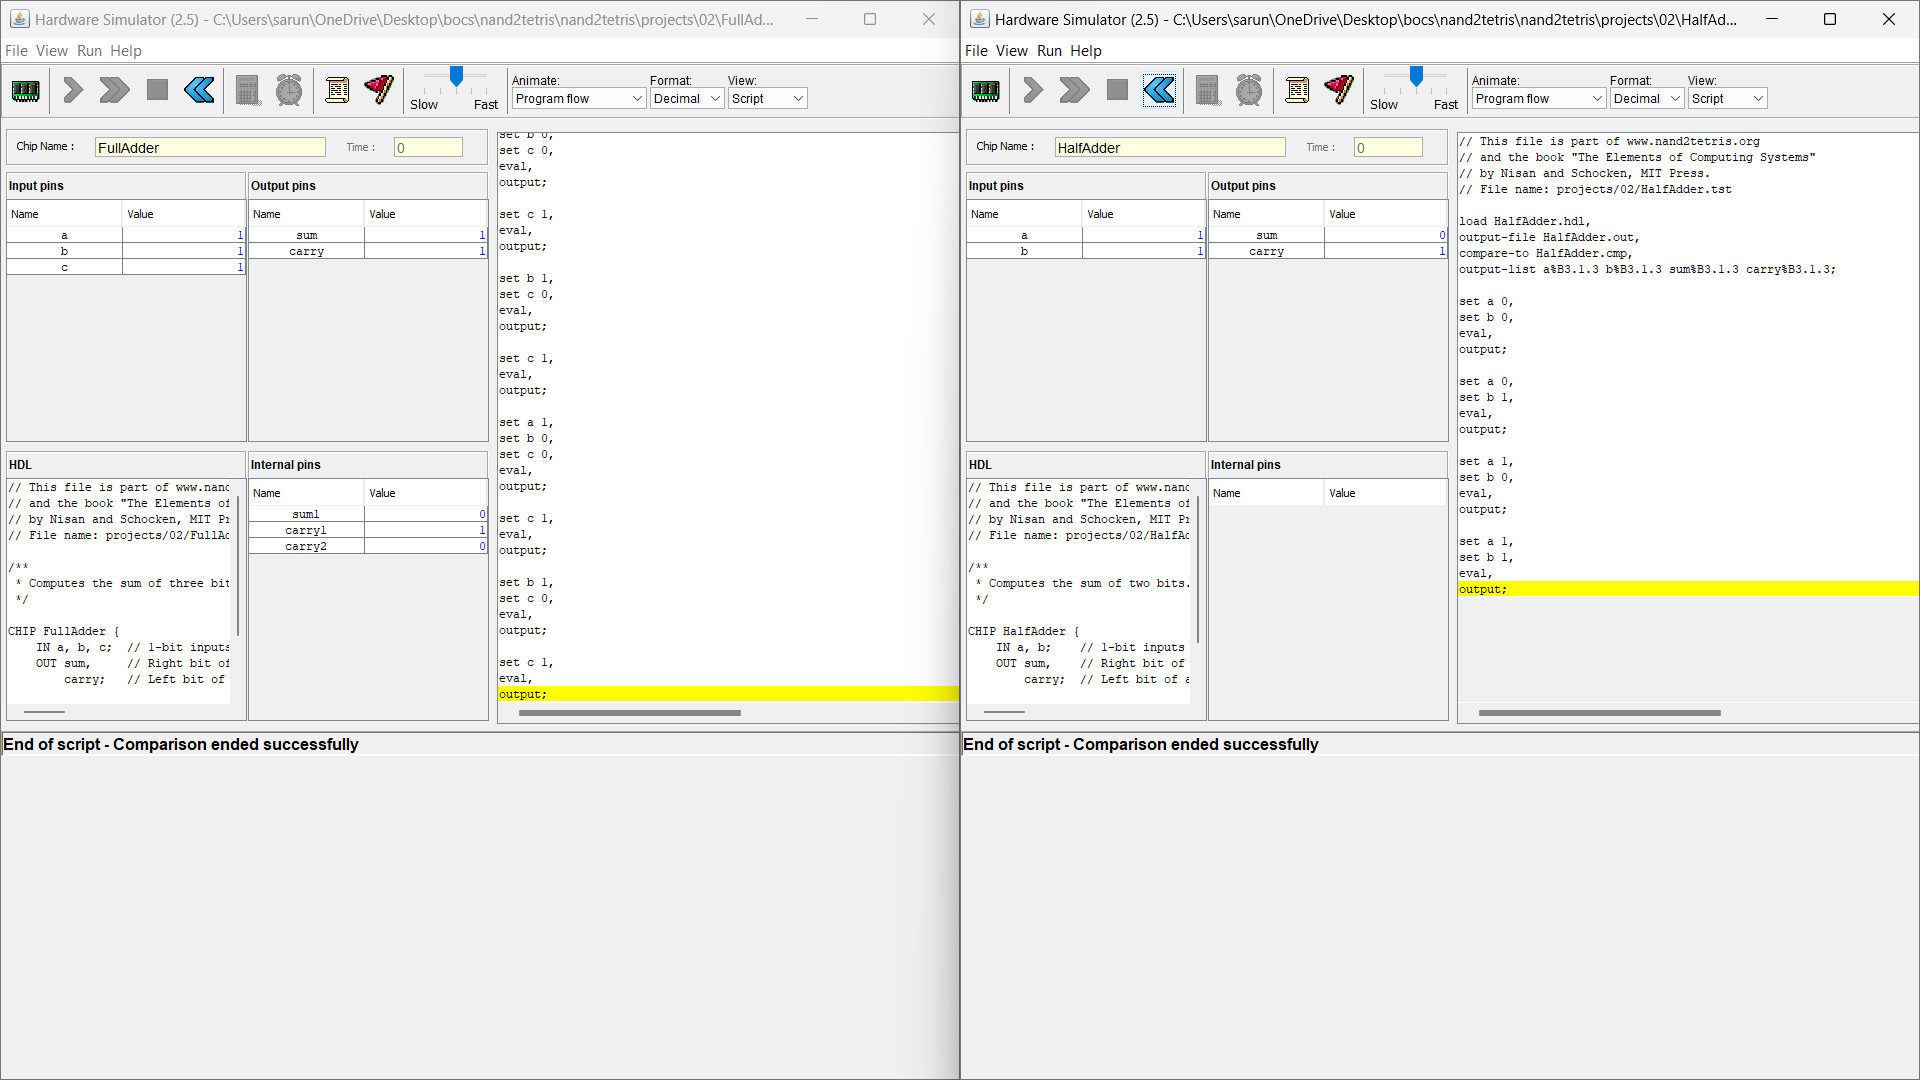 Hardware Simulator (2.5) - C:\Users\sarun\OneDrive\Desktop\bocs\nand2tetris\nand2tetris\projects\02\FullAd...
File View Run Help
Slow Fast
Animate:
Program flow
Format:
Decimal
View:
Script
Chip Name :
FullAdder
Time :
0
Input pins
Name Value
a 1
b 1
c 1
Output pins
Name Value
sum 1
carry 1
HDL
// This file is part of www.nand
// and the book "The Elements of
// by Nisan and Schocken, MIT Pr
// File name: projects/02/FullAd
/**
* Computes the sum of three bit
*/
CHIP FullAdder {
IN a, b, c;  // 1-bit inputs
OUT sum,     // Right bit of
carry;   // Left bit of
Internal pins
Name Value
sum1 0
carry1 1
carry2 0
set b 0,
set c 0,
eval,
output;
set c 1,
eval,
output;
set b 1,
set c 0,
eval,
output;
set c 1,
eval,
output;
set a 1,
set b 0,
set c 0,
eval,
output;
set c 1,
eval,
output;
set b 1,
set c 0,
eval,
output;
set c 1,
eval,
output;
End of script - Comparison ended successfully
Hardware Simulator (2.5) - C:\Users\sarun\OneDrive\Desktop\bocs\nand2tetris\nand2tetris\projects\02\HalfAd...
File View Run Help
Slow Fast
Animate:
Program flow
Format:
Decimal
View:
Script
Chip Name :
HalfAdder
Time :
0
Input pins
Name Value
a 1
b 1
Output pins
Name Value
sum 0
carry 1
HDL
// This file is part of www.nand
// and the book "The Elements of
// by Nisan and Schocken, MIT Pr
// File name: projects/02/HalfAd
/**
* Computes the sum of two bits.
*/
CHIP HalfAdder {
IN a, b;    // 1-bit inputs
OUT sum,    // Right bit of
carry;  // Left bit of a
Internal pins
Name Value
// This file is part of www.nand2tetris.org
// and the book "The Elements of Computing Systems"
// by Nisan and Schocken, MIT Press.
// File name: projects/02/HalfAdder.tst
load HalfAdder.hdl,
output-file HalfAdder.out,
compare-to HalfAdder.cmp,
output-list a%B3.1.3 b%B3.1.3 sum%B3.1.3 carry%B3.1.3;
set a 0,
set b 0,
eval,
output;
set a 0,
set b 1,
eval,
output;
set a 1,
set b 0,
eval,
output;
set a 1,
set b 1,
eval,
output;
End of script - Comparison ended successfully